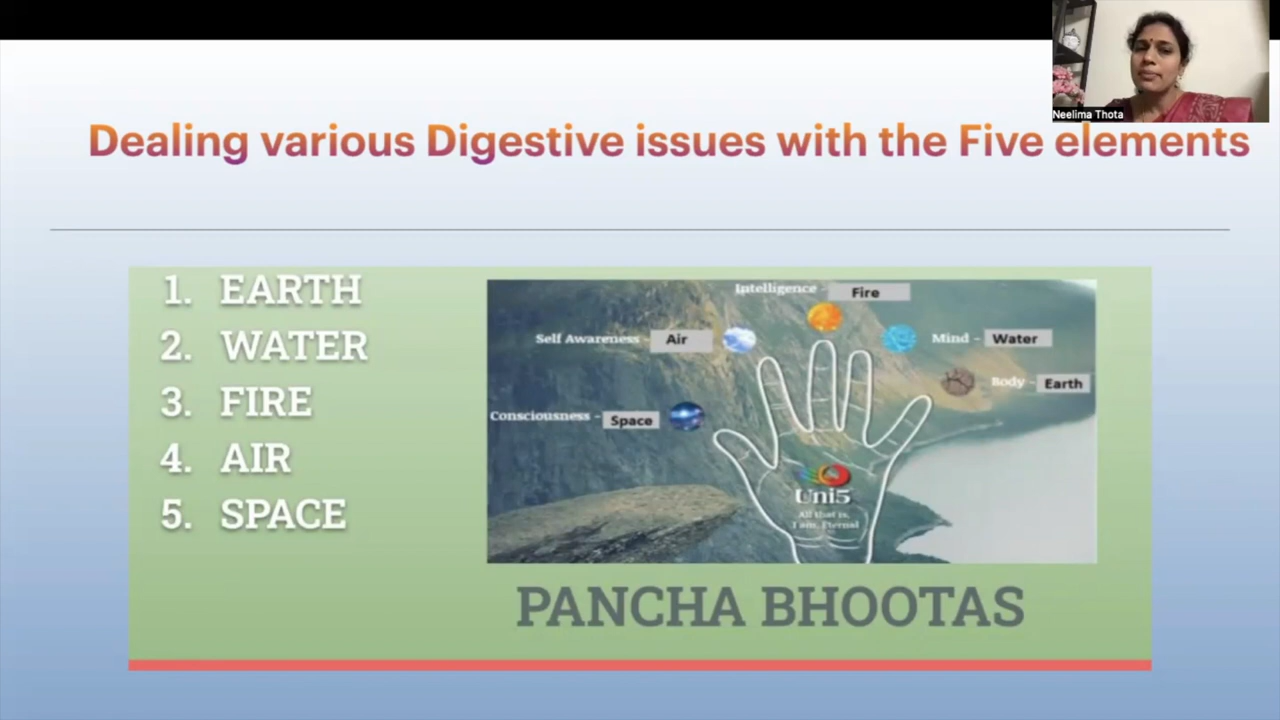 Neelima Thota
Dealing various Digestive issues with the Five elements
1. EARTH
2. WATER
3. FIRE
4. AIR
5. SPACE
Intelligence - Fire
Self Awareness - Air
Mind - Water
Body - Earth
Consciousness - Space
Uni5
All that is,
I am, Eternal
PANCHA BHOOTAS